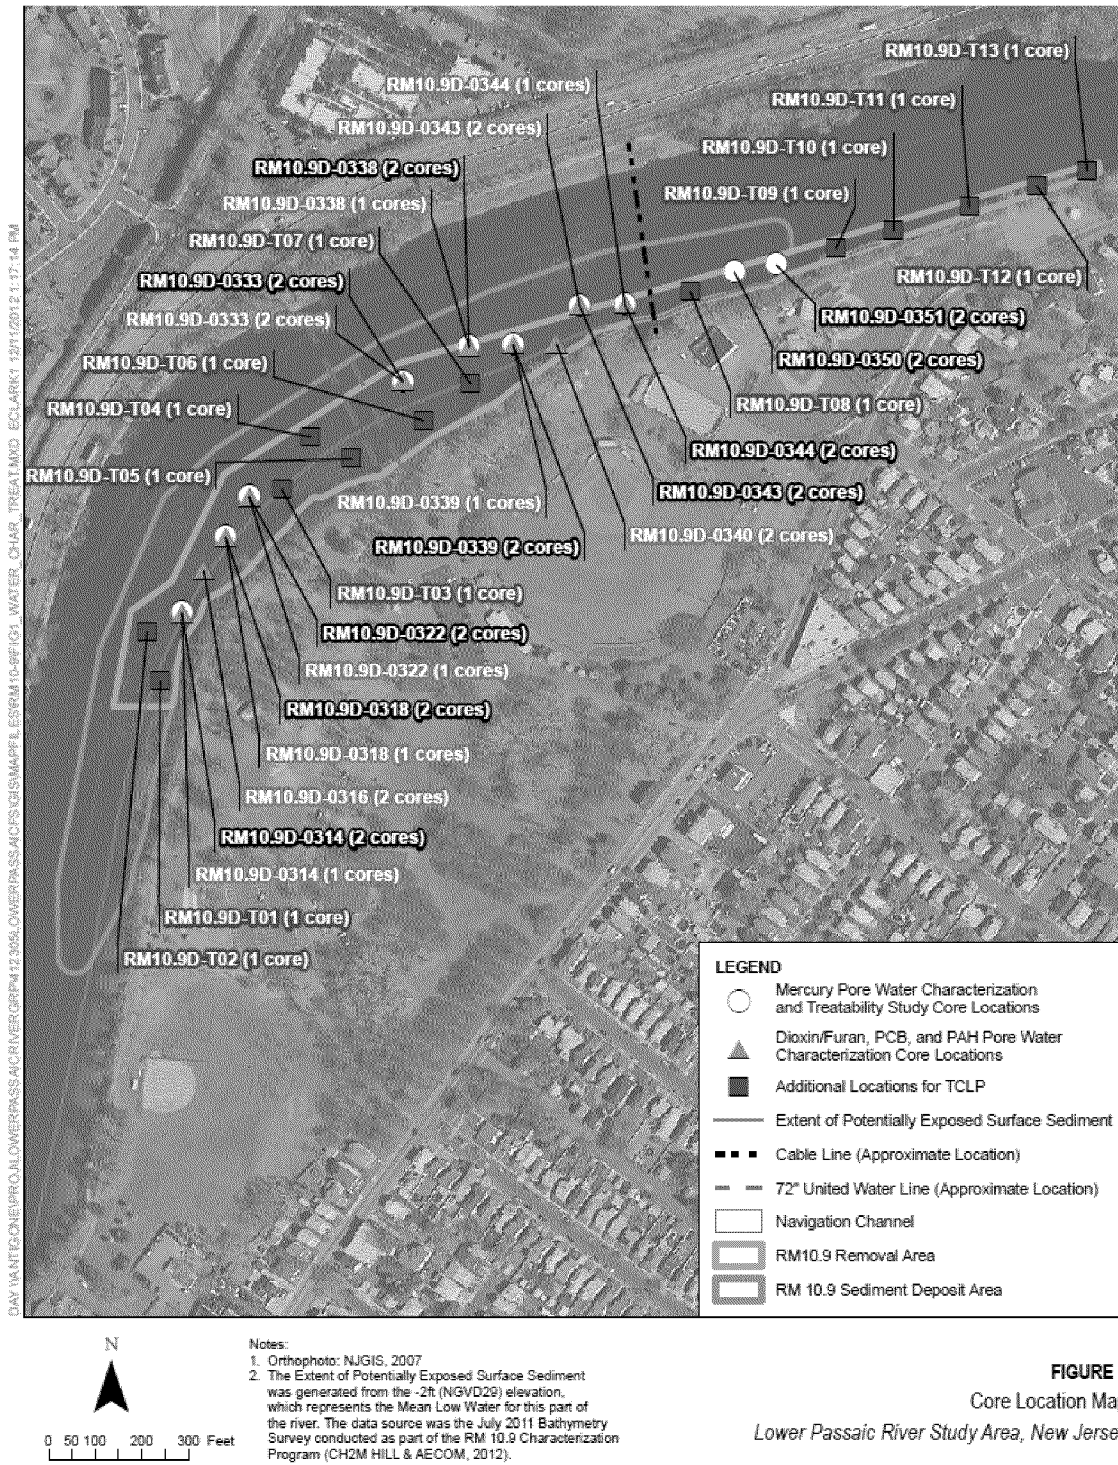 RM10.9D-T13 (1 core)
RM10.9D-0344 (1 cores)
RM10.9D-T11 (1 core)
RM10.9D-0343 (2 cores)
RM10.9D-T10 (1 core)
RM10.9D-0338 (2 cores)
RM10.9D-T09 (1 core)
RM10.9D-0338 (1 cores)
RM10.9D-T07 (1 core)
RM10.9D-0333 (2 cores)
RM10.9D-T12 (1 core)
RM10.9D-0333 (2 cores)
RM10.9D-0351 (2 cores)
RM10.9D-T06 (1 core)
RM10.9D-0350 (2 cores)
RM10.9D-T04 (1 core)
RM10.9D-T08 (1 core)
RM10.9D-0344 (2 cores)
RM10.9D-T05 (1 core)
RM10.9D-0343 (2 cores)
RM10.9D-0339 (1 cores)
RM10.9D-0340 (2 cores)
RM10.9D-0339 (2 cores)
RM10.9D-T03 (1 core)
RM10.9D-0322 (2 cores)
RM10.9D-0322 (1 cores)
RM10.9D-0318 (2 cores)
RM10.9D-0318 (1 cores)
RM10.9D-0316 (2 cores)
RM10.9D-0314 (2 cores)
RM10.9D-0314 (1 cores)
RM10.9D-T01 (1 core)
RM10.9D-T02 (1 core)
LEGEND
Mercury Pore Water Characterization
and Treatability Study Core Locations
Dioxin/Furan, PCB, and PAH Pore Water
Characterization Core Locations
Additional Locations for TCLP
Extent of Potentially Exposed Surface Sediment
Cable Line (Approximate Location)
72" United Water Line (Approximate Location)
Navigation Channel
RM10.9 Removal Area
RM 10.9 Sediment Deposit Area
N
0 50 100 200 300 Feet
Notes:
1. Orthophoto: NJGIS, 2007
2. The Extent of Potentially Exposed Surface Sediment
was generated from the -2ft (NGVD29) elevation,
which represents the Mean Low Water for this part of
the river. The data source was the July 2011 Bathymetry
Survey conducted as part of the RM 10.9 Characterization
Program (CH2M HILL & AECOM, 2012).
FIGURE
Core Location Ma
Lower Passaic River Study Area, New Jerse